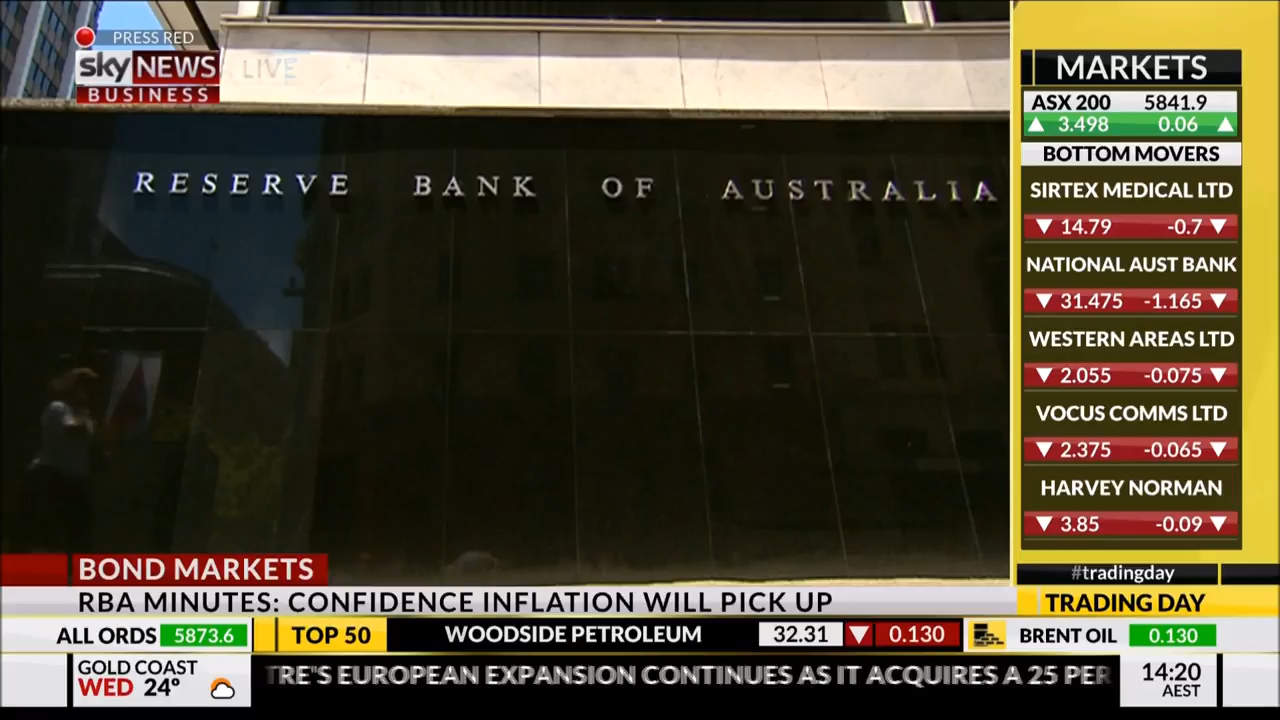 PRESS RED
sky NEWS
LIVE
BUSINESS
RESERVE BANK OF AUSTRALIA
MARKETS
ASX 200 5841.9
3.498 0.06
BOTTOM MOVERS
SIRTEX MEDICAL LTD
14.79 -0.7
NATIONAL AUST BANK
31.475 -1.165
WESTERN AREAS LTD
2.055 -0.075
VOCUS COMMS LTD
2.375 -0.065
HARVEY NORMAN
3.85 -0.09
#tradingday
TRADING DAY
BOND MARKETS
RBA MINUTES: CONFIDENCE INFLATION WILL PICK UP
ALL ORDS 5873.6 TOP 50 WOODSIDE PETROLEUM 32.31 0.130 BRENT OIL 0.130
GOLD COAST
WED 24°
TRE'S EUROPEAN EXPANSION CONTINUES AS IT ACQUIRES A 25 PER
14:20
AEST